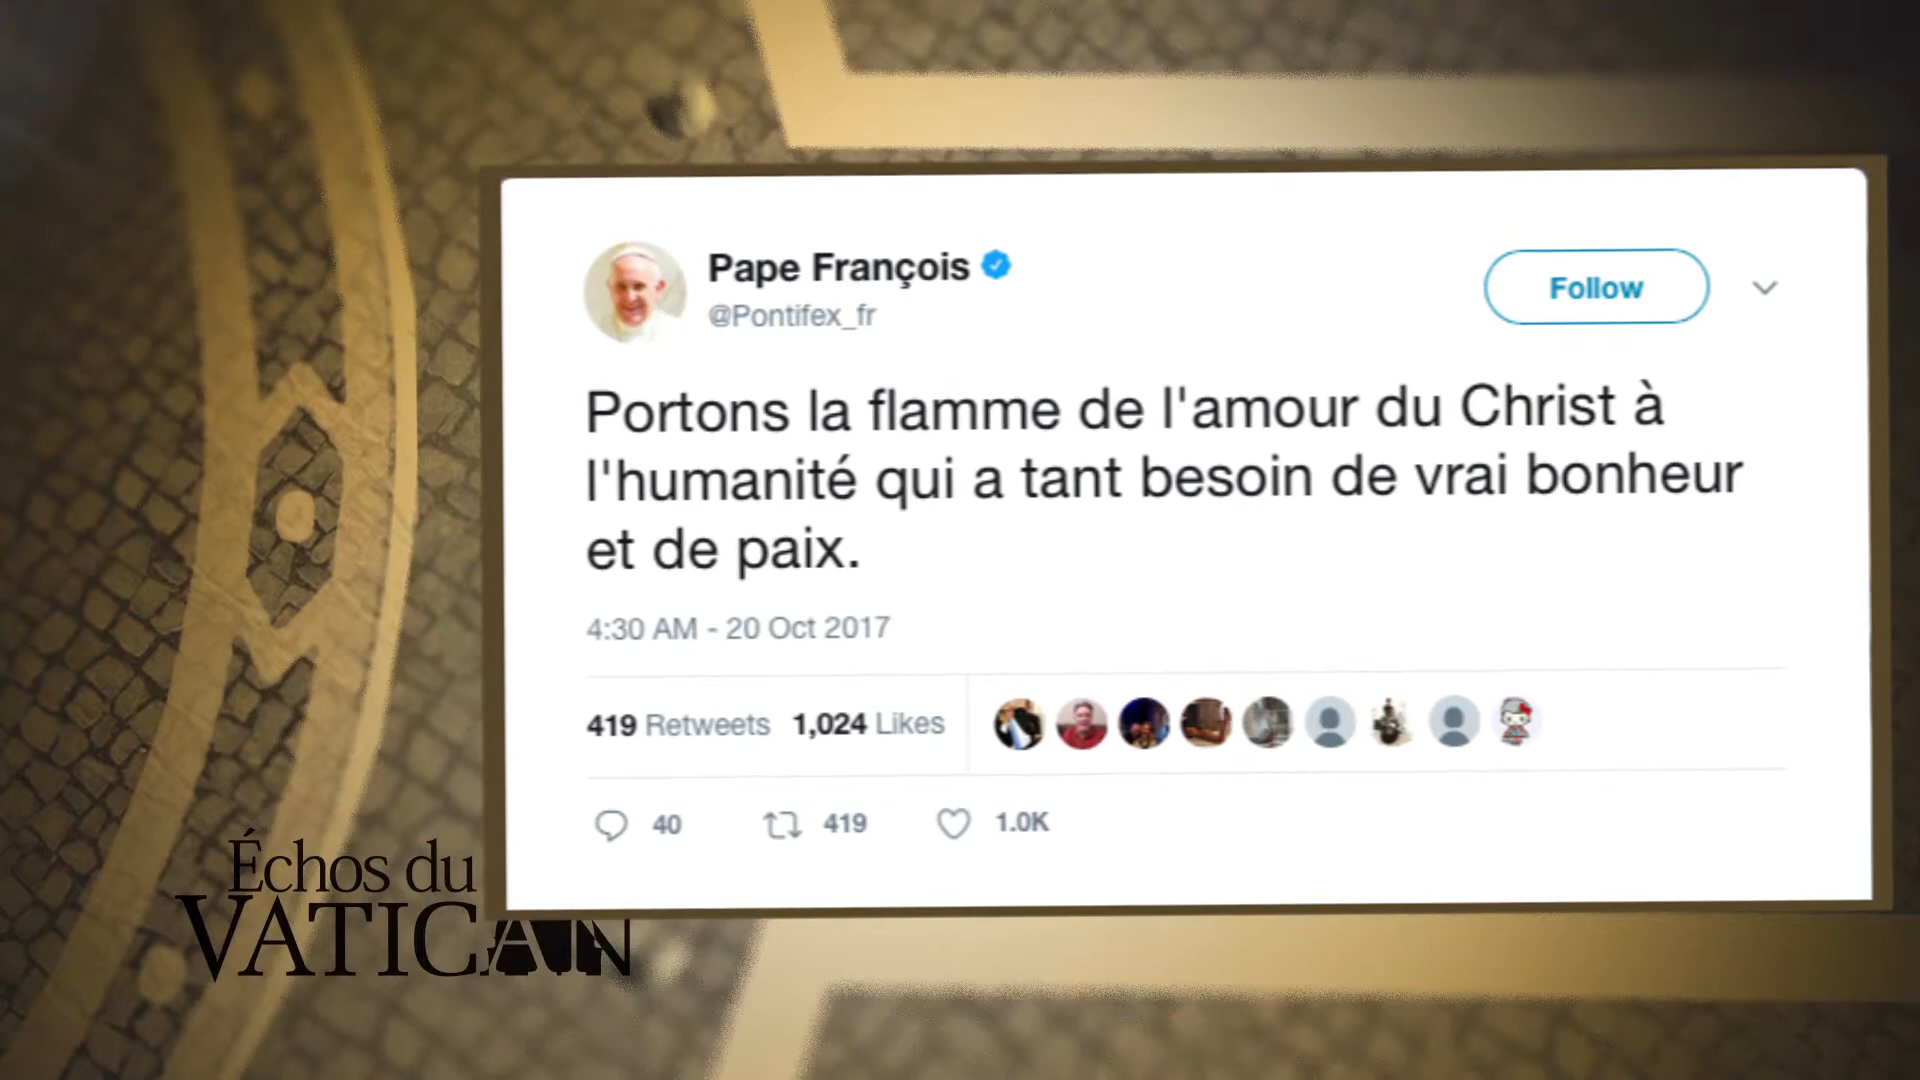 Pape François
@Pontifex_fr
Follow
Portons la flamme de l'amour du Christ à
l'humanité qui a tant besoin de vrai bonheur
et de paix.
4:30 AM - 20 Oct 2017
419 Retweets 1,024 Likes
40 419 1.0K
Échos du
VATICAN